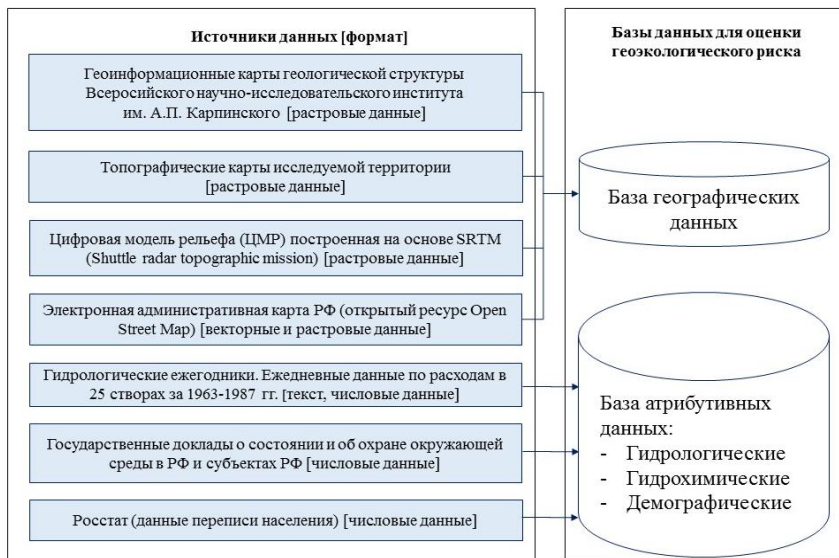 Источники данных [формат]
Геоинформационные карты геологической структуры
Всероссийского научно-исследовательского института
им. А.П. Карпинского [растровые данные]
Топографические карты исследуемой территории
[растровые данные]
Цифровая модель рельефа (ЦМР) построенная на основе SRTM
(Shuttle radar topographic mission) [растровые данные]
Электронная административная карта РФ (открытый ресурс Open
Street Map) [векторные и растровые данные]
Гидрологические ежегодники. Ежедневные данные по расходам в
25 створах за 1963-1987 гг. [текст, числовые данные]
Государственные доклады о состоянии и об охране окружающей
среды в РФ и субъектах РФ [числовые данные]
Росстат (данные переписи населения) [числовые данные]
Базы данных для оценки
геоэкологического риска
База географических
данных
База атрибутивных
данных:
- Гидрологические
- Гидрохимические
- Демографические